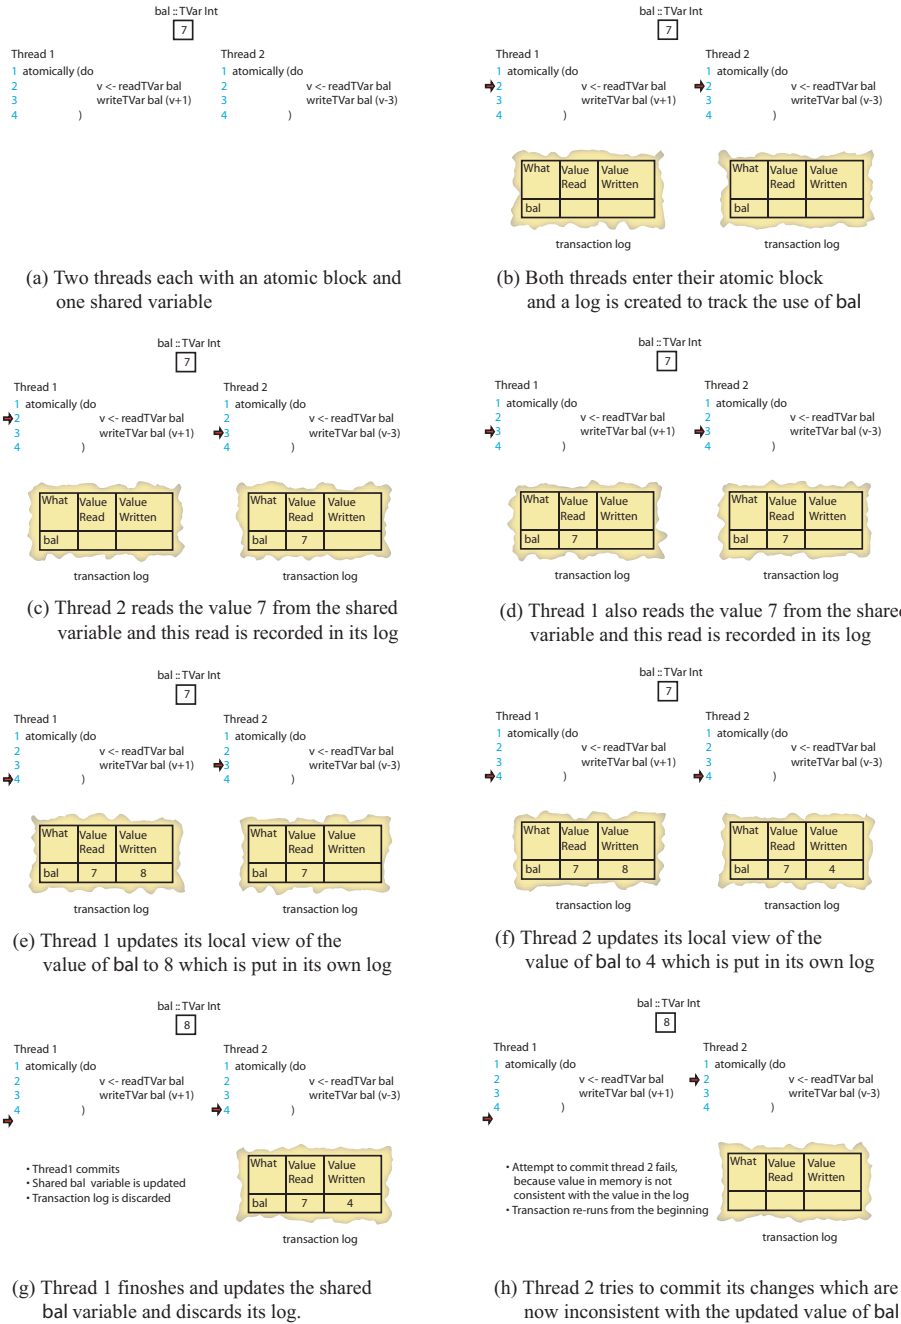 bal :: TVar Int
7
Thread 1
1 atomically (do
2 v <- readTVar bal
3 writeTVar bal (v+1)
4 )
Thread 2
1 atomically (do
2 v <- readTVar bal
3 writeTVar bal (v-3)
4 )
(a) Two threads each with an atomic block and
one shared variable
bal :: TVar Int
7
Thread 1
1 atomically (do
2 v <- readTVar bal
3 writeTVar bal (v+1)
4 )
Thread 2
1 atomically (do
2 v <- readTVar bal
3 writeTVar bal (v-3)
4 )
What Value Read Value Written
bal
transaction log
What Value Read Value Written
bal
transaction log
(b) Both threads enter their atomic block
and a log is created to track the use of bal
bal :: TVar Int
7
Thread 1
1 atomically (do
2 v <- readTVar bal
3 writeTVar bal (v+1)
4 )
Thread 2
1 atomically (do
2 v <- readTVar bal
3 writeTVar bal (v-3)
4 )
What Value Read Value Written
bal
transaction log
What Value Read Value Written
bal 7
transaction log
(c) Thread 2 reads the value 7 from the shared
variable and this read is recorded in its log
bal :: TVar Int
7
Thread 1
1 atomically (do
2 v <- readTVar bal
3 writeTVar bal (v+1)
4 )
Thread 2
1 atomically (do
2 v <- readTVar bal
3 writeTVar bal (v-3)
4 )
What Value Read Value Written
bal 7
transaction log
What Value Read Value Written
bal 7
transaction log
(d) Thread 1 also reads the value 7 from the shared
variable and this read is recorded in its log
bal :: TVar Int
7
Thread 1
1 atomically (do
2 v <- readTVar bal
3 writeTVar bal (v+1)
4 )
Thread 2
1 atomically (do
2 v <- readTVar bal
3 writeTVar bal (v-3)
4 )
What Value Read Value Written
bal 7 8
transaction log
What Value Read Value Written
bal 7
transaction log
(e) Thread 1 updates its local view of the
value of bal to 8 which is put in its own log
bal :: TVar Int
7
Thread 1
1 atomically (do
2 v <- readTVar bal
3 writeTVar bal (v+1)
4 )
Thread 2
1 atomically (do
2 v <- readTVar bal
3 writeTVar bal (v-3)
4 )
What Value Read Value Written
bal 7 8
transaction log
What Value Read Value Written
bal 7 4
transaction log
(f) Thread 2 updates its local view of the
value of bal to 4 which is put in its own log
bal :: TVar Int
8
Thread 1
1 atomically (do
2 v <- readTVar bal
3 writeTVar bal (v+1)
4 )
Thread 2
1 atomically (do
2 v <- readTVar bal
3 writeTVar bal (v-3)
4 )
• Thread1 commits
• Shared bal variable is updated
• Transaction log is discarded
What Value Read Value Written
bal 7 4
transaction log
(g) Thread 1 finoshes and updates the shared
bal variable and discards its log.
bal :: TVar Int
8
Thread 1
1 atomically (do
2 v <- readTVar bal
3 writeTVar bal (v+1)
4 )
Thread 2
1 atomically (do
2 v <- readTVar bal
3 writeTVar bal (v-3)
4 )
• Attempt to commit thread 2 fails,
because value in memory is not
consistent with the value in the log
• Transaction re-runs from the beginning
What Value Read Value Written
transaction log
(h) Thread 2 tries to commit its changes which are
now inconsistent with the updated value of bal